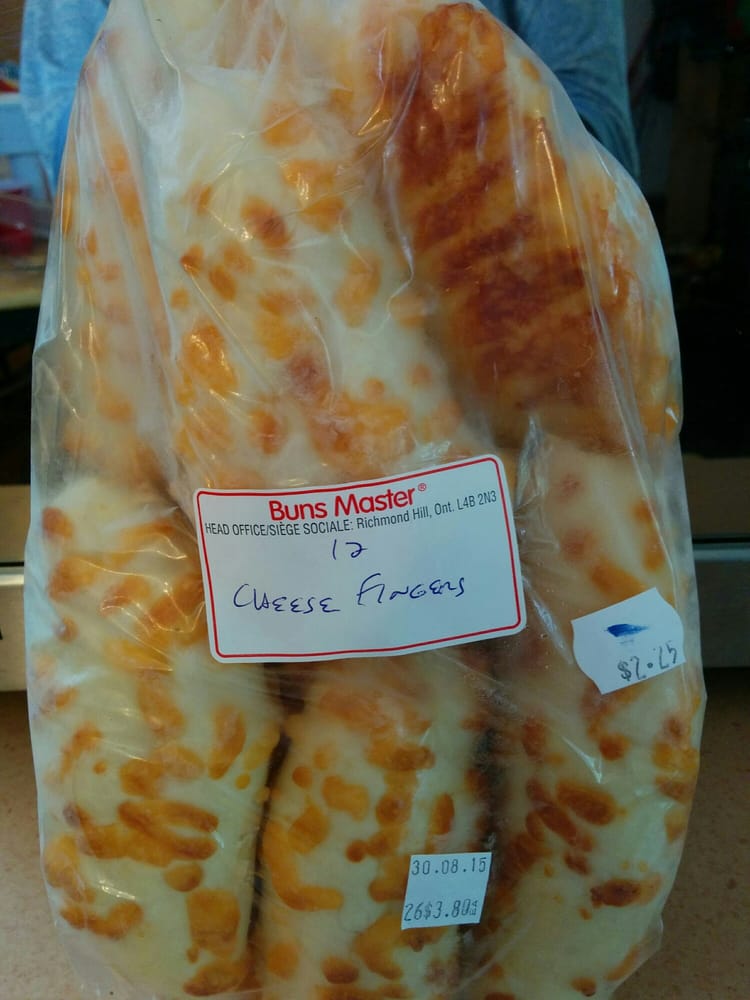 Buns Master®
HEAD OFFICE/SIÈGE SOCIALE: Richmond Hill, Ont. L4B 2N3
12
CHEESE FINGERS
$2.25
30.08.15
26$3.80